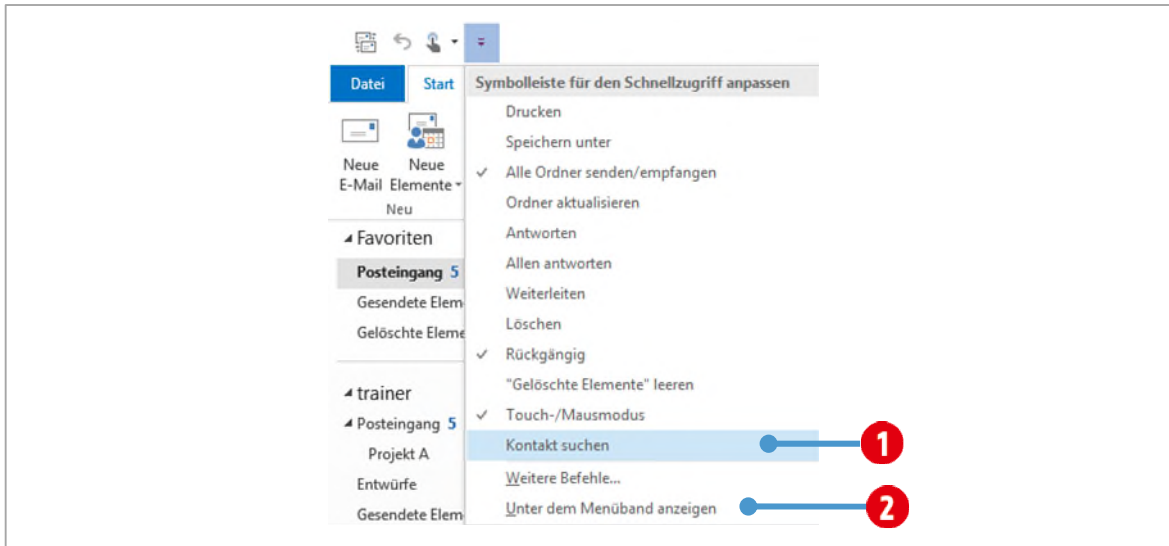 Datei Start
Symbolleiste für den Schnellzugriff anpassen
Neue Neue
E-Mail Elemente
Neu
Favoriten
Posteingang 5
Gesendete Elem
Gelöschte Eleme
trainer
Posteingang 5
Projekt A
Entwürfe
Gesendete Elem
Drucken
Speichern unter
Alle Ordner senden/empfangen
Ordner aktualisieren
Antworten
Allen antworten
Weiterleiten
Löschen
Rückgängig
"Gelöschte Elemente" leeren
Touch-/Mausmodus
Kontakt suchen 1
Weitere Befehle...
Unter dem Menüband anzeigen 2